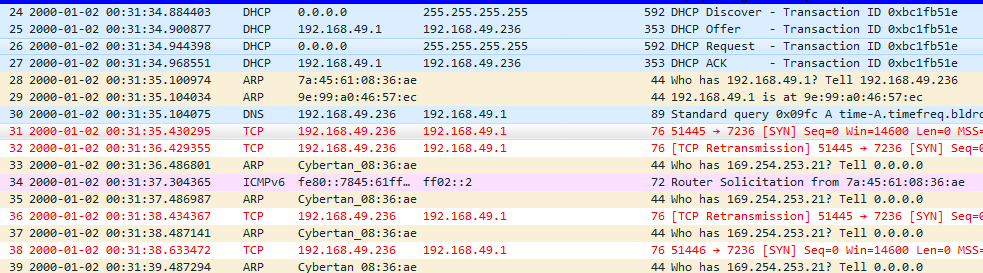 24 2000-01-02 00:31:34.884403 DHCP 0.0.0.0 255.255.255.255 592 DHCP Discover - Transaction ID 0xbc1fb51e
25 2000-01-02 00:31:34.900877 DHCP 192.168.49.1 192.168.49.236 353 DHCP Offer - Transaction ID 0xbc1fb51e
26 2000-01-02 00:31:34.944398 DHCP 0.0.0.0 255.255.255.255 592 DHCP Request - Transaction ID 0xbc1fb51e
27 2000-01-02 00:31:34.968551 DHCP 192.168.49.1 192.168.49.236 353 DHCP ACK - Transaction ID 0xbc1fb51e
28 2000-01-02 00:31:35.100974 ARP 7a:45:61:08:36:ae 44 Who has 192.168.49.1? Tell 192.168.49.236
29 2000-01-02 00:31:35.104034 ARP 9e:99:a0:46:57:ec 44 192.168.49.1 is at 9e:99:a0:46:57:ec
30 2000-01-02 00:31:35.104075 DNS 192.168.49.236 192.168.49.1 89 Standard query 0x09fc A time-A.timefreq.bldrd
31 2000-01-02 00:31:35.430295 TCP 192.168.49.236 192.168.49.1 76 51445 → 7236 [SYN] Seq=0 Win=14600 Len=0 MSS=
32 2000-01-02 00:31:36.429355 TCP 192.168.49.236 192.168.49.1 76 [TCP Retransmission] 51445 → 7236 [SYN] Seq=0
33 2000-01-02 00:31:36.486801 ARP Cybertan_08:36:ae 44 Who has 169.254.253.21? Tell 0.0.0.0
34 2000-01-02 00:31:37.304365 ICMPv6 fe80::7845:61ff… ff02::2 72 Router Solicitation from 7a:45:61:08:36:ae
35 2000-01-02 00:31:37.486987 ARP Cybertan_08:36:ae 44 Who has 169.254.253.21? Tell 0.0.0.0
36 2000-01-02 00:31:38.434367 TCP 192.168.49.236 192.168.49.1 76 [TCP Retransmission] 51445 → 7236 [SYN] Seq=0
37 2000-01-02 00:31:38.487141 ARP Cybertan_08:36:ae 44 Who has 169.254.253.21? Tell 0.0.0.0
38 2000-01-02 00:31:38.633472 TCP 192.168.49.236 192.168.49.1 76 51446 → 7236 [SYN] Seq=0 Win=14600 Len=0 MSS=
39 2000-01-02 00:31:39.487294 ARP Cybertan_08:36:ae 44 Who has 169.254.253.21? Tell 0.0.0.0